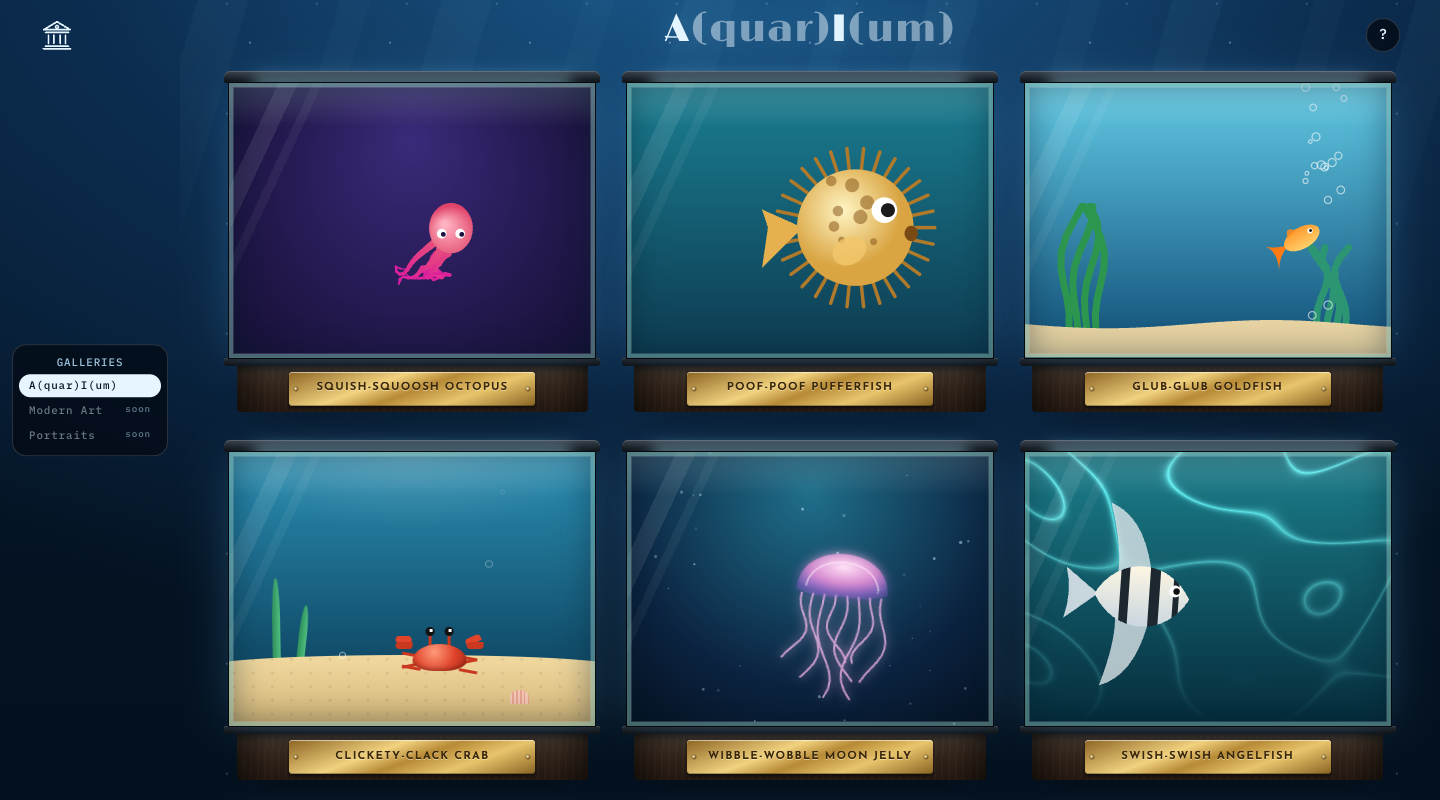 A(quar)I(um)
?
SQUISH-SQUOOSH OCTOPUS
POOF-POOF PUFFERFISH
GLUB-GLUB GOLDFISH
GALLERIES
A(quar)I(um)
Modern Art soon
Portraits soon
CLICKETY-CLACK CRAB
WIBBLE-WOBBLE MOON JELLY
SWISH-SWISH ANGELFISH